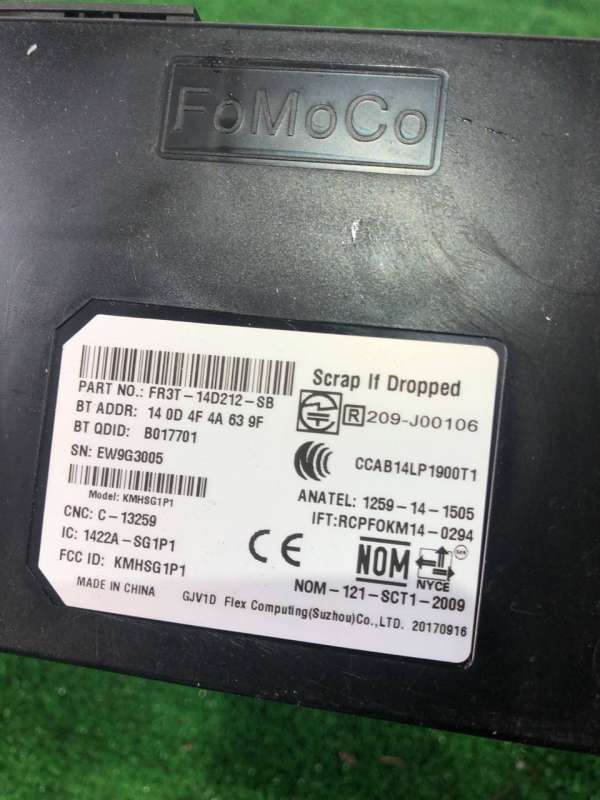 FoMoCo
PART NO.: FR3T-14D212-SB
BT ADDR: 14 0D 4F 4A 63 9F
BT QDID: B017701
SN: EW9G3005
Model: KMHSG1P1
CNC: C-13259
IC: 1422A-SG1P1
FCC ID: KMHSG1P1
MADE IN CHINA
Scrap If Dropped
R 209-J00106
CCAB14LP1900T1
ANATEL: 1259-14-1505
IFT:RCPFOKM14-0294
CE
NOM
NYCE
NOM-121-SCT1-2009
GJV1D Flex Computing(Suzhou)Co.,LTD. 20170916